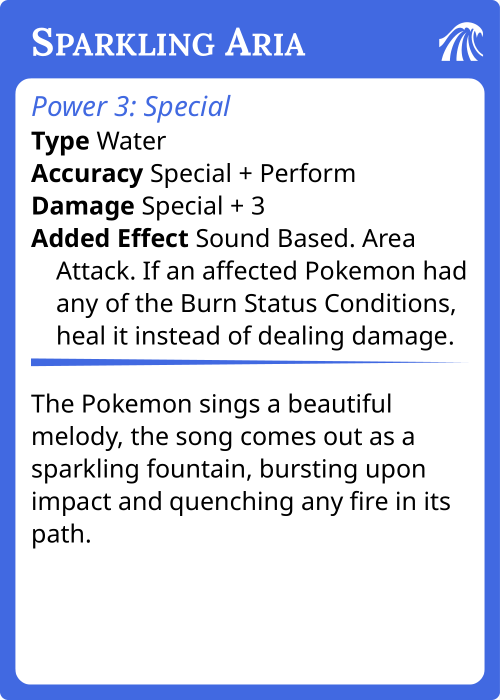 SPARKLING ARIA
Power 3: Special
Type Water
Accuracy Special + Perform
Damage Special + 3
Added Effect Sound Based. Area
Attack. If an affected Pokemon had
any of the Burn Status Conditions,
heal it instead of dealing damage.
The Pokemon sings a beautiful
melody, the song comes out as a
sparkling fountain, bursting upon
impact and quenching any fire in its
path.